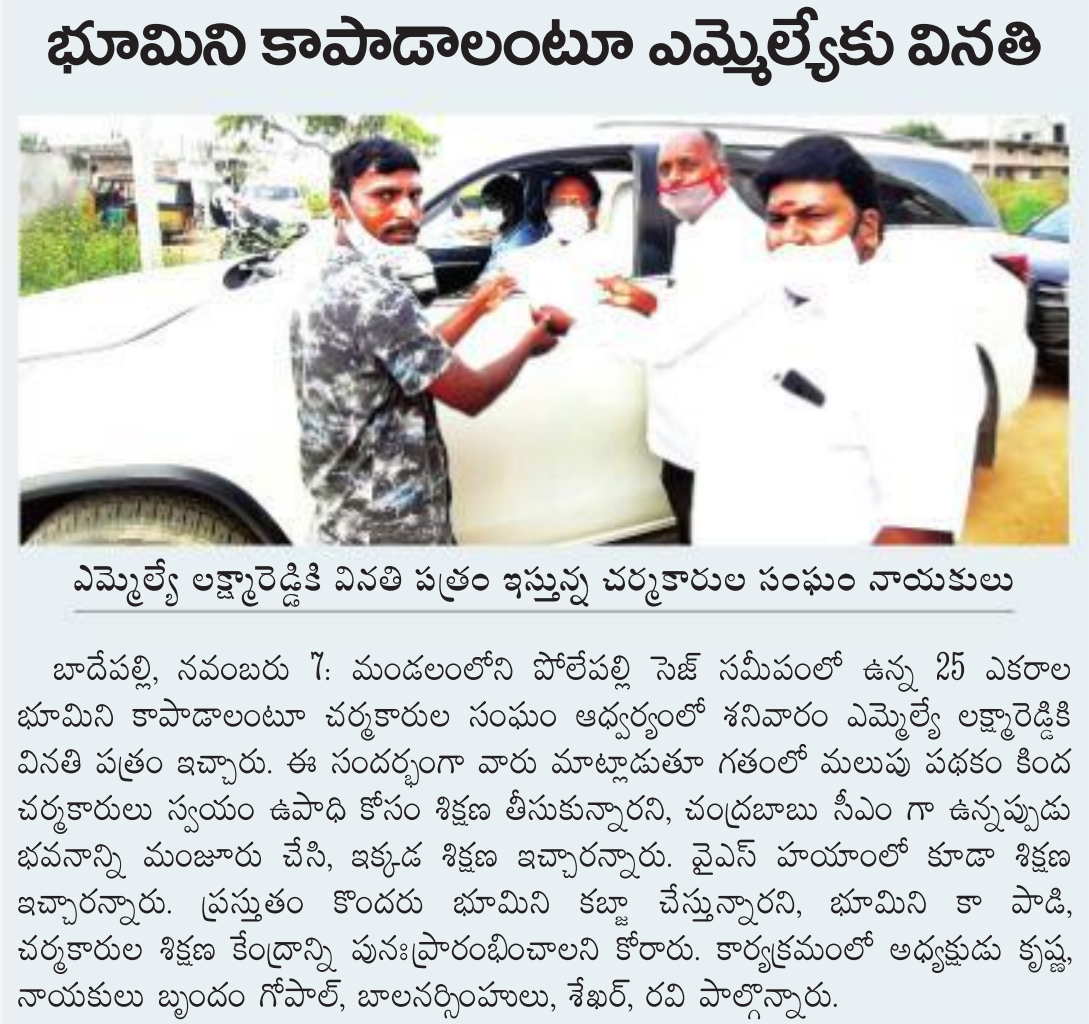 భూమిని కాపాడాలంటూ ఎమ్మెల్యేకు వినతి
ఎమ్మెల్యే లక్ష్మారెడ్డికి వినతి పత్రం ఇస్తున్న చర్మకారుల సంఘం నాయకులు
బాదేపల్లి, నవంబరు 7: మండలంలోని పోలేపల్లి సెజ్ సమీపంలో ఉన్న 25 ఎకరాల
భూమిని కాపాడాలంటూ చర్మకారుల సంఘం ఆధ్వర్యంలో శనివారం ఎమ్మెల్యే లక్ష్మారెడ్డికి
వినతి పత్రం ఇచ్చారు. ఈ సందర్భంగా వారు మాట్లాడుతూ గతంలో మలుపు పథకం కింద
చర్మకారులు స్వయం ఉపాధి కోసం శిక్షణ తీసుకున్నారని, చంద్రబాబు సీఎం గా ఉన్నప్పుడు
భవనాన్ని మంజూరు చేసి, ఇక్కడ శిక్షణ ఇచ్చారన్నారు. వైఎస్ హయాంలో కూడా శిక్షణ
ఇచ్చారన్నారు. ప్రస్తుతం కొందరు భూమిని కబ్జా చేస్తున్నారని, భూమిని కా పాడి,
చర్మకారుల శిక్షణ కేంద్రాన్ని పునఃప్రారంభించాలని కోరారు. కార్యక్రమంలో అధ్యక్షుడు కృష్ణ,
నాయకులు బృందం గోపాల్, బాలనర్సింహులు, శేఖర్, రవి పాల్గొన్నారు.